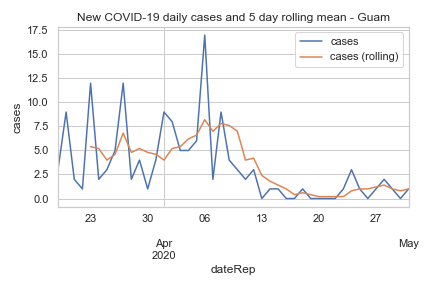 New COVID-19 daily cases and 5 day rolling mean - Guam
17.5
15.0
12.5
10.0
7.5
5.0
2.5
0.0
cases
cases
cases (rolling)
23
30
06
13
20
27
Apr
2020
May
dateRep